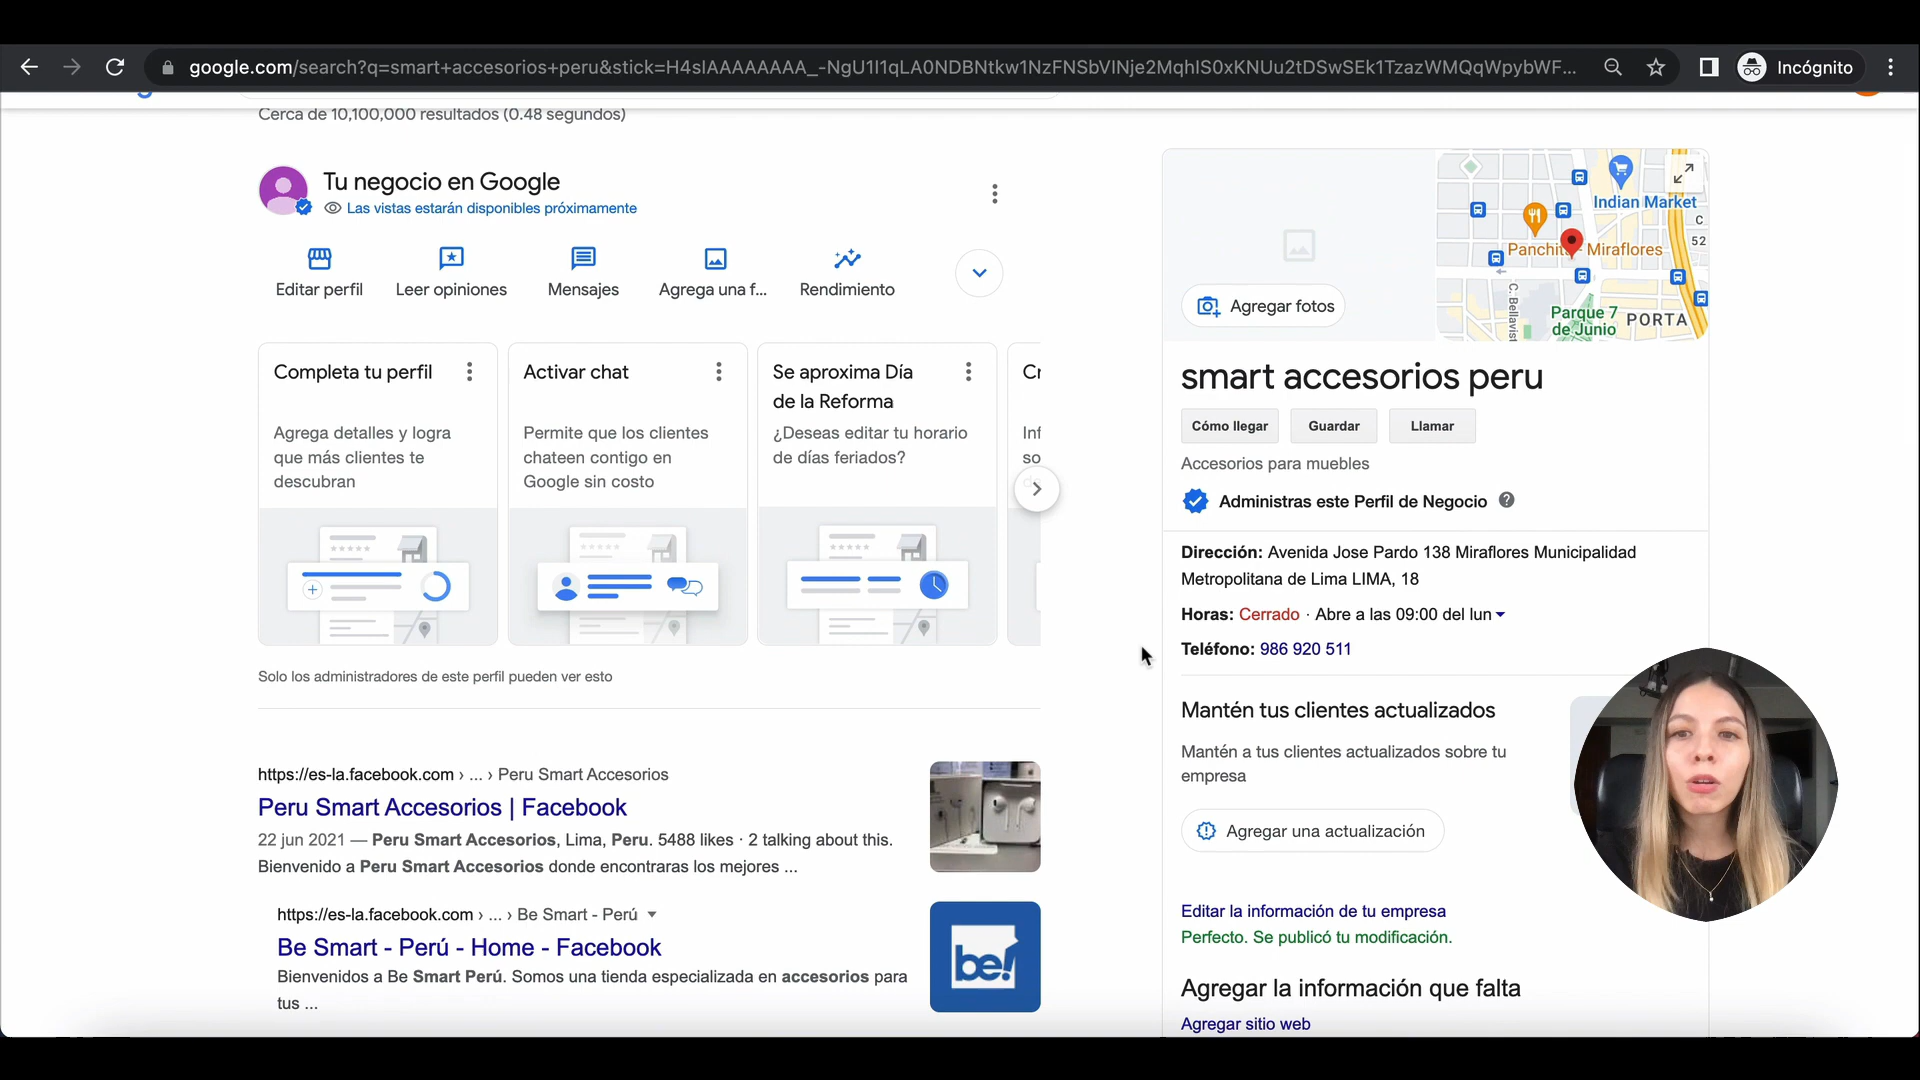 google.com/search?q=smart+accesorios+peru&stick=H4sIAAAAAAAA_-NgU1I1qLA0NDBNtkw1NzFNSbVINje2MqhIS0xKNUu2tDSwSEk1TzazWMQqWpybWF...
Incógnito
Cerca de 10,100,000 resultados (0.48 segundos)
Tu negocio en Google
Las vistas estarán disponibles próximamente
Editar perfil
Leer opiniones
Mensajes
Agrega una f...
Rendimiento
Completa tu perfil
Agrega detalles y logra
que más clientes te
descubran
Activar chat
Permite que los clientes
chateen contigo en
Google sin costo
Se aproxima Día
de la Reforma
¿Deseas editar tu horario
de días feriados?
Cr
Inf
so
Solo los administradores de este perfil pueden ver esto
https://es-la.facebook.com › ... › Peru Smart Accesorios
Peru Smart Accesorios | Facebook
22 jun 2021 — Peru Smart Accesorios, Lima, Peru. 5488 likes · 2 talking about this.
Bienvenido a Peru Smart Accesorios donde encontraras los mejores ...
https://es-la.facebook.com › ... › Be Smart - Perú
Be Smart - Perú - Home - Facebook
Bienvenidos a Be Smart Perú. Somos una tienda especializada en accesorios para
tus ...
be!
Agregar fotos
Indian Market
C
52
Panchita - Miraflores
C. Bellavist
Parque 7
de Junio
PORTA
smart accesorios peru
Cómo llegar
Guardar
Llamar
Accesorios para muebles
Administras este Perfil de Negocio
Dirección: Avenida Jose Pardo 138 Miraflores Municipalidad
Metropolitana de Lima LIMA, 18
Horas: Cerrado · Abre a las 09:00 del lun
Teléfono: 986 920 511
Mantén tus clientes actualizados
Mantén a tus clientes actualizados sobre tu
empresa
Agregar una actualización
Editar la información de tu empresa
Perfecto. Se publicó tu modificación.
Agregar la información que falta
Agregar sitio web